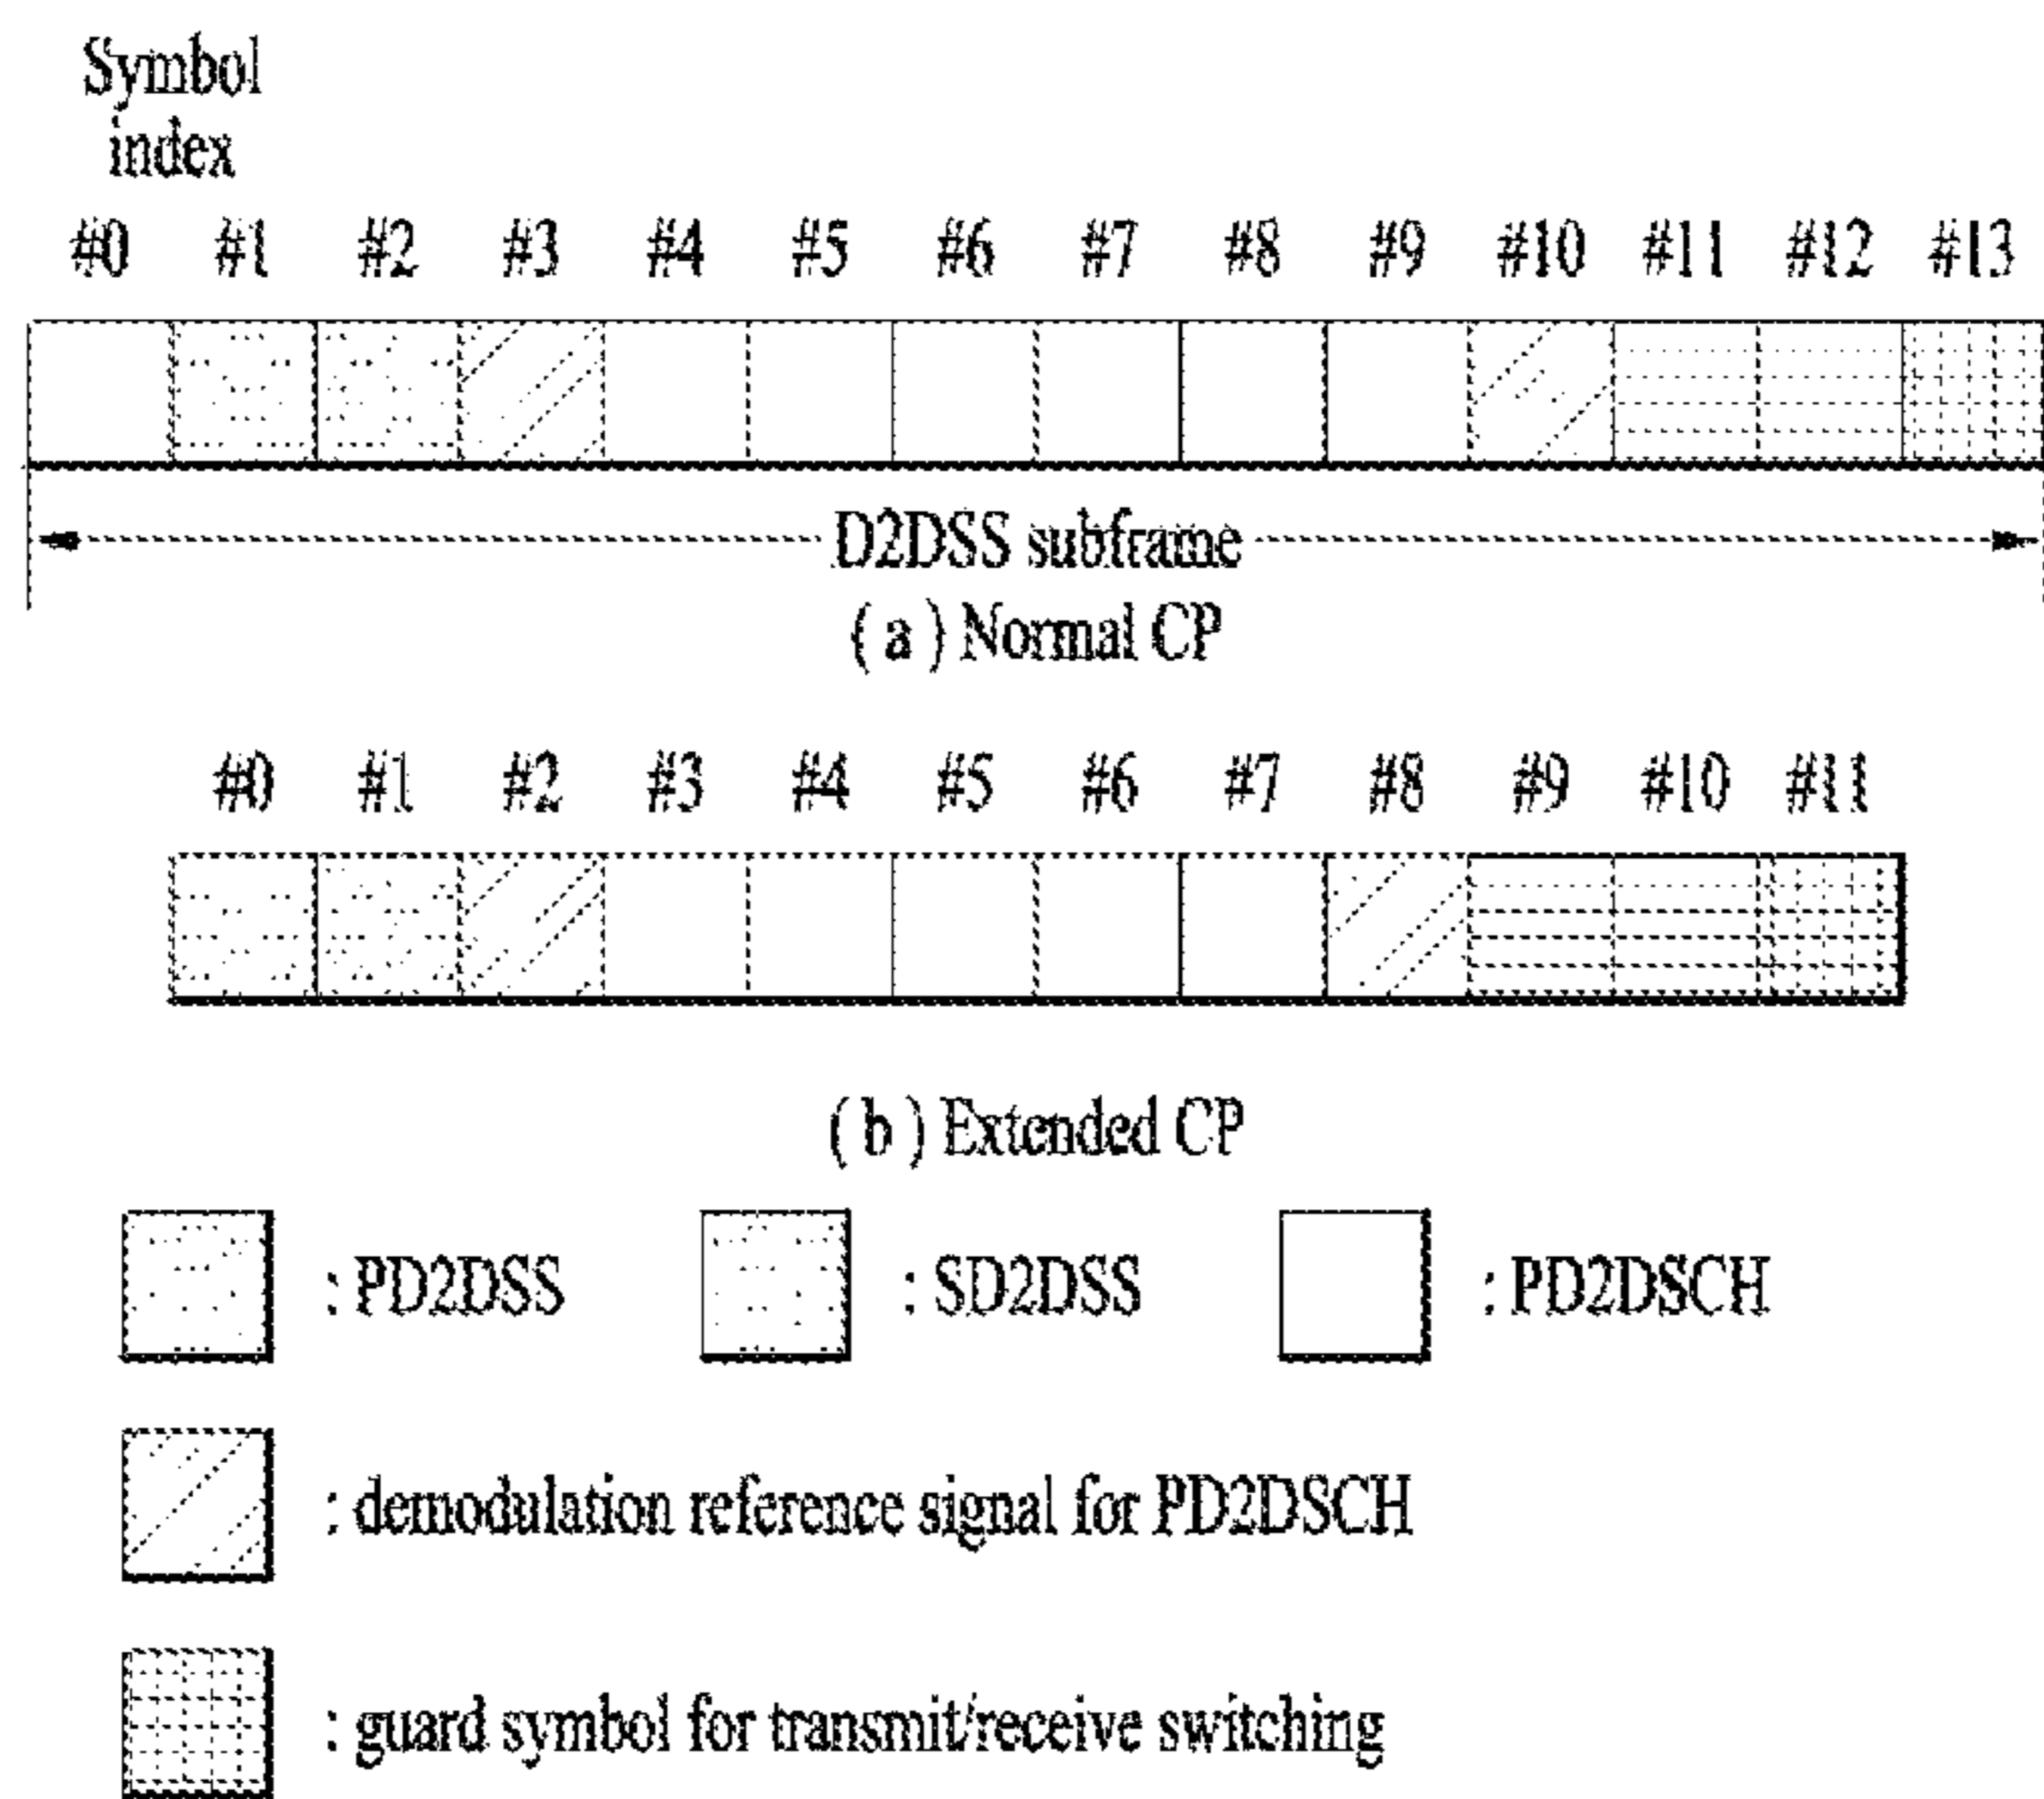 Symbol
index
#0 #1 #2 #3 #4 #5 #6 #7 #8 #9 #10 #11 #12 #13
D2DSS subframe
( a ) Normal CP
#0 #1 #2 #3 #4 #5 #6 #7 #8 #9 #10 #11
( b ) Extended CP
: PD2DSS : SD2DSS : PD2DSCH
: demodulation reference signal for PD2DSCH
: guard symbol for transmit/receive switching